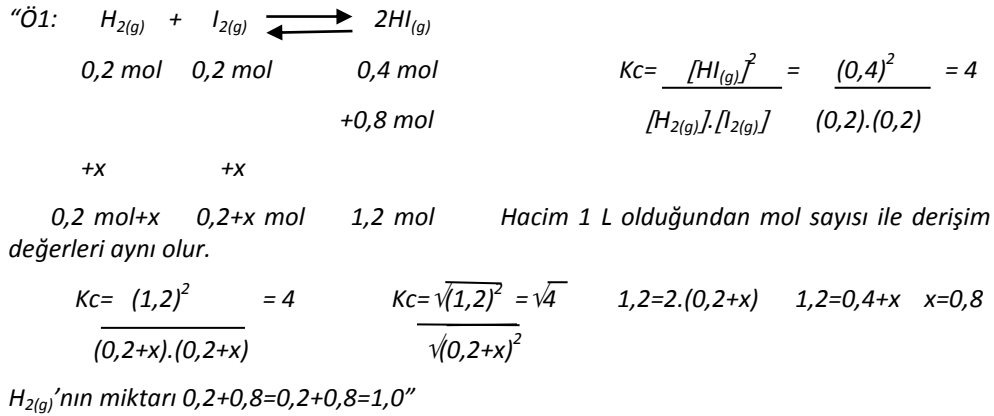 “Ö1: H2(g) + I2(g) ⇄ 2HI(g)
0,2 mol 0,2 mol 0,4 mol Kc= [HI(g)]² = (0,4)² = 4
+0,8 mol [H2(g)].[I2(g)] (0,2).(0,2)
+x +x
0,2 mol+x 0,2+x mol 1,2 mol Hacim 1 L olduğundan mol sayısı ile derişim
değerleri aynı olur.
Kc= (1,2)² = 4 Kc= √(1,2)² = √4 1,2=2.(0,2+x) 1,2=0,4+x x=0,8
(0,2+x).(0,2+x) √(0,2+x)²
H2(g)’nın miktarı 0,2+0,8=0,2+0,8=1,0”